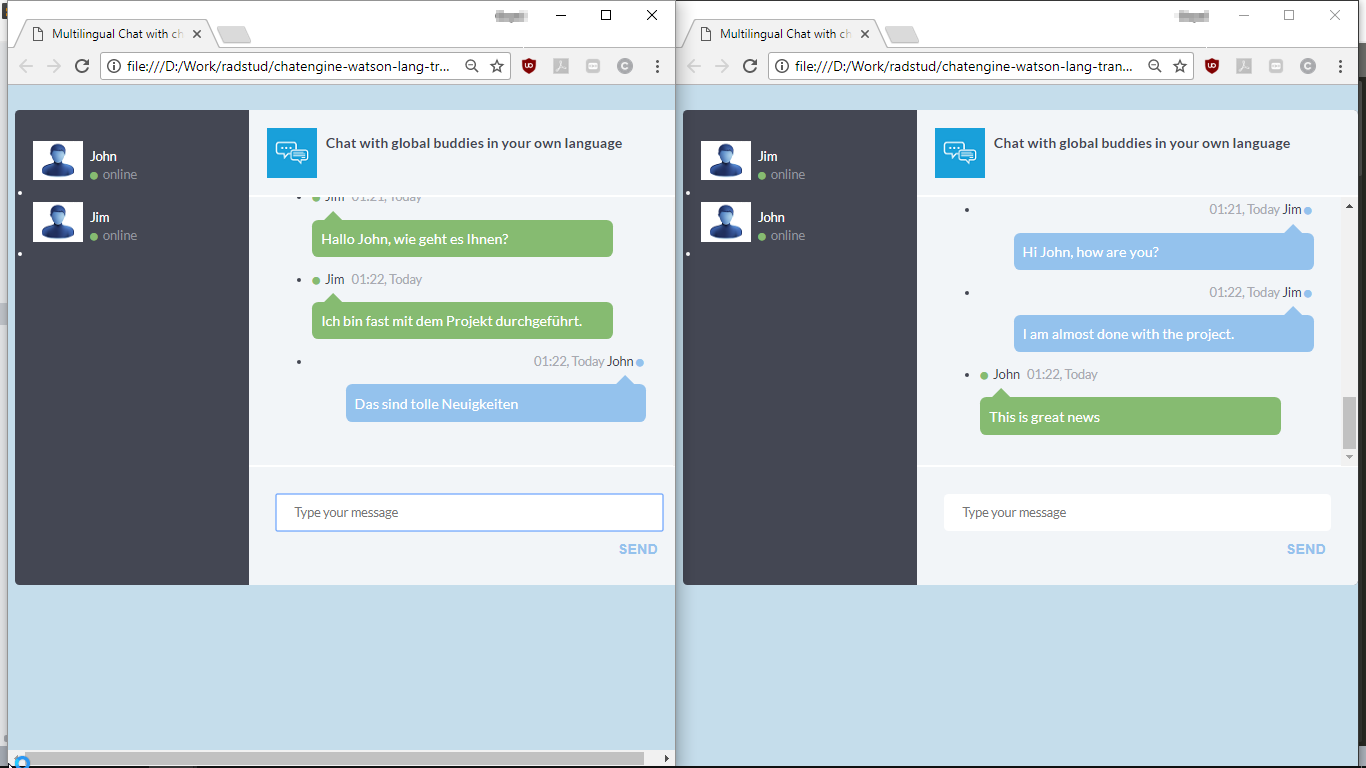 Multilingual Chat with ch
file:///D:/Work/radstud/chatengine-watson-lang-tr...
John
online
Jim
online
Chat with global buddies in your own language
Jim 01:21, Today
Hallo John, wie geht es Ihnen?
Jim 01:22, Today
Ich bin fast mit dem Projekt durchgeführt.
01:22, Today John
Das sind tolle Neuigkeiten
Type your message
SEND
Multilingual Chat with ch
file:///D:/Work/radstud/chatengine-watson-lang-tran...
Jim
online
John
online
Chat with global buddies in your own language
01:21, Today Jim
Hi John, how are you?
01:22, Today Jim
I am almost done with the project.
John 01:22, Today
This is great news
Type your message
SEND